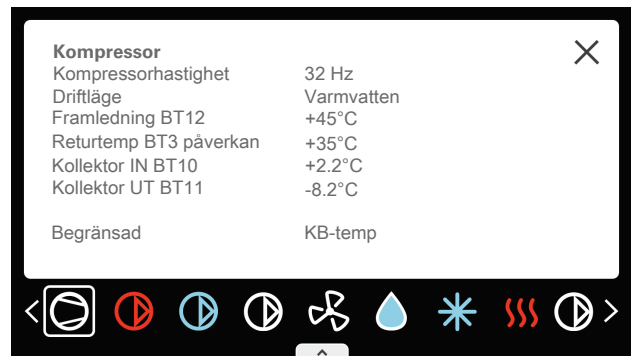 Kompressor
Kompressorhastighet 32 Hz
Driftläge Varmvatten
Framledning BT12 +45°C
Returtemp BT3 påverkan +35°C
Kollektor IN BT10 +2.2°C
Kollektor UT BT11 -8.2°C
Begränsad KB-temp